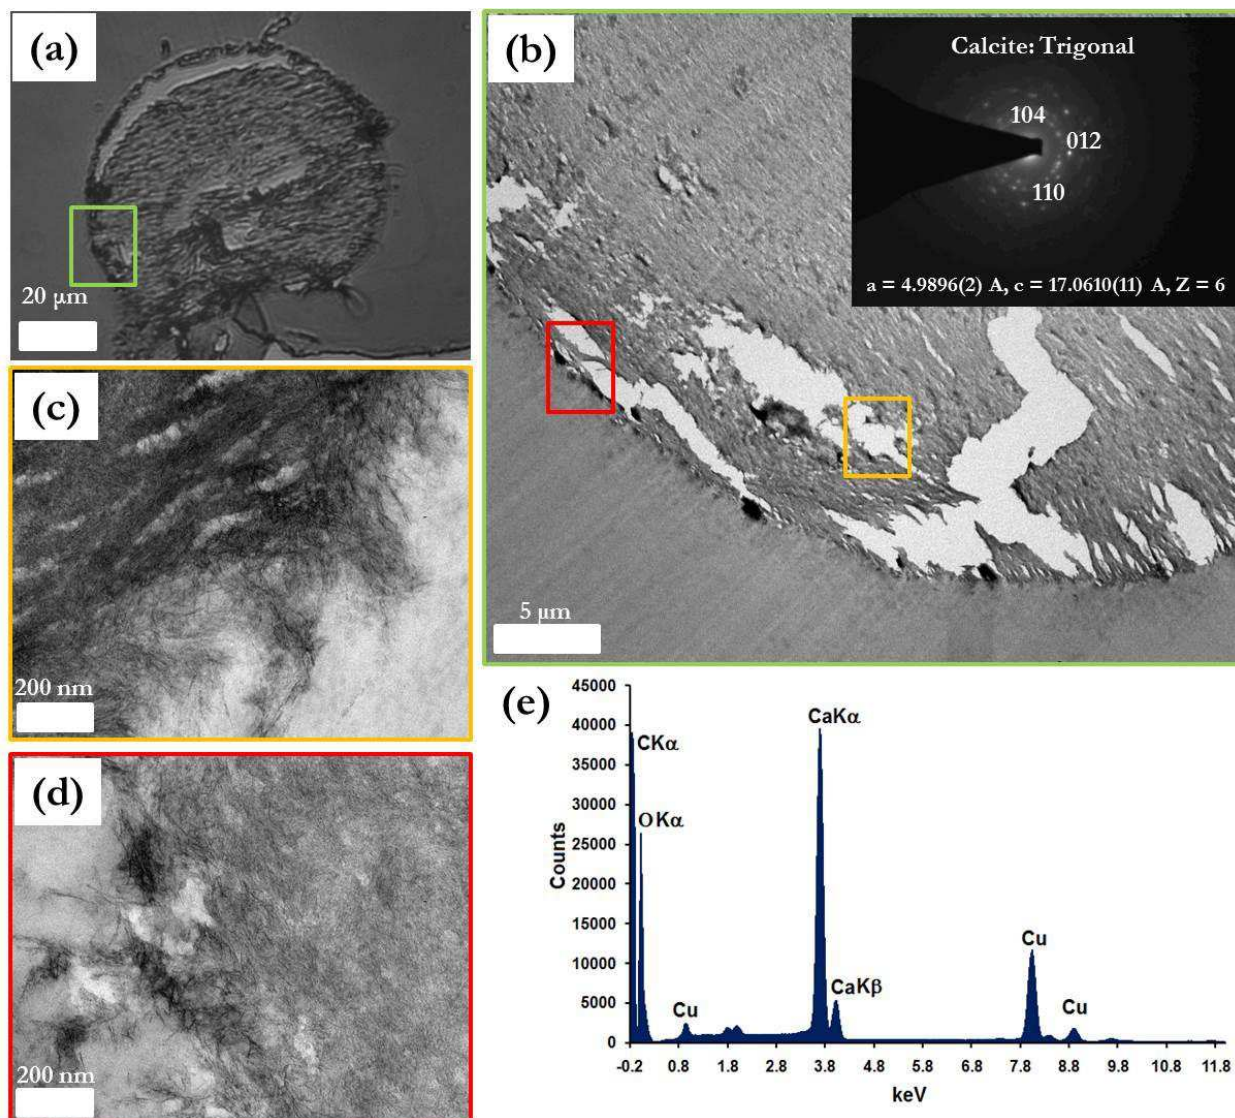 (a)
20 µm
(b)
Calcite: Trigonal
104
012
110
a = 4.9896(2) A, c = 17.0610(11) A, Z = 6
5 µm
(c)
200 nm
(d)
200 nm
(e)
45000
40000
35000
30000
25000
20000
15000
10000
5000
0
Counts
CKα
OKα
Cu
CaKα
CaKβ
Cu
Cu
-0.2 0.8 1.8 2.8 3.8 4.8 5.8 6.8 7.8 8.8 9.8 10.8 11.8
keV